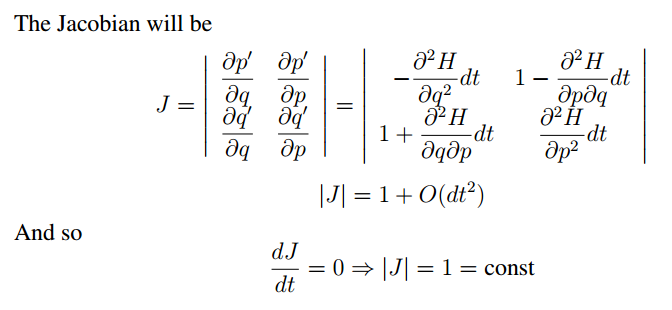 The Jacobian will be
J = | ∂p′/∂q ∂p′/∂p ; ∂q′/∂q ∂q′/∂p | = | −∂²H/∂q² dt 1 − ∂²H/∂p∂q dt ; 1 + ∂²H/∂q∂p dt ∂²H/∂p² dt |
|J| = 1 + O(dt²)
And so
dJ/dt = 0 ⇒ |J| = 1 = const